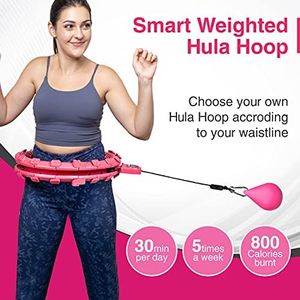 Smart Weighted
Hula Hoop
Choose your own
Hula Hoop accroding
to your waistline
30min
per day
5times
a week
800
Calories
burnt